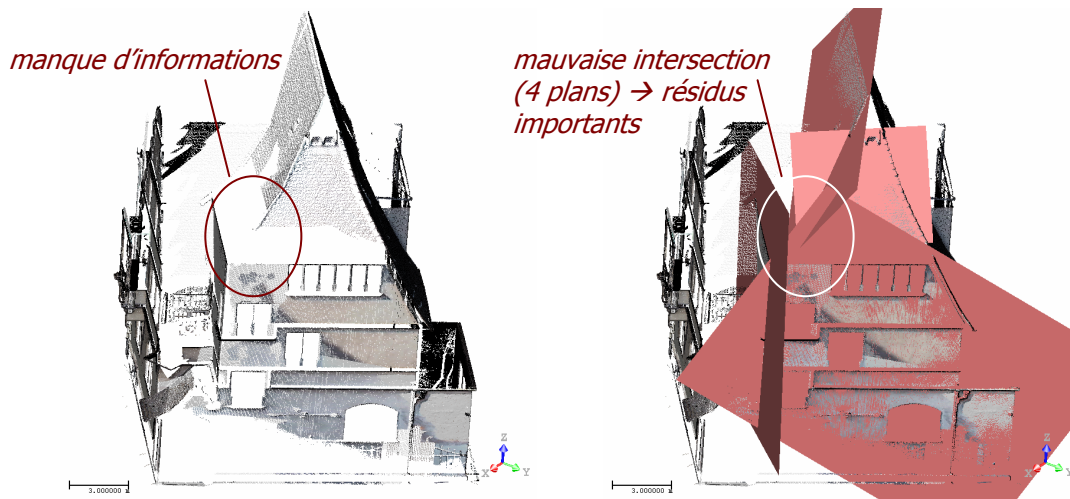 manque d'informations
mauvaise intersection
(4 plans) → résidus
importants
Z
X
Y
3.000000
Z
X
Y
3.000000